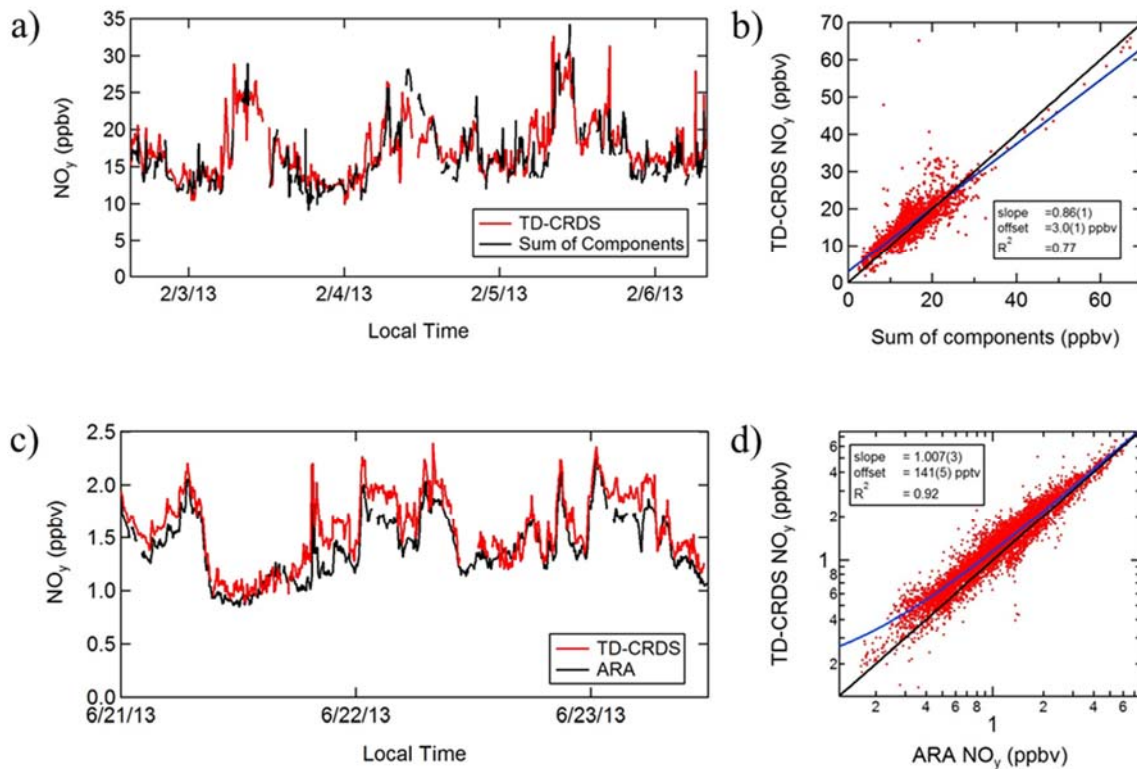 a)
35
30
25
20
15
10
5
0
NOy (ppbv)
TD-CRDS
Sum of Components
2/3/13
2/4/13
2/5/13
2/6/13
Local Time
b)
70
60
50
40
30
20
10
0
TD-CRDS NOy (ppbv)
slope =0.86(1)
offset =3.0(1) ppbv
R2 =0.77
0
20
40
60
Sum of components (ppbv)
c)
2.5
2.0
1.5
1.0
0.5
0.0
NOy (ppbv)
TD-CRDS
ARA
6/21/13
6/22/13
6/23/13
Local Time
d)
6
4
2
1
8
6
4
2
TD-CRDS NOy (ppbv)
slope = 1.007(3)
offset = 141(5) pptv
R2 = 0.92
2
4
6
8
1
2
4
6
ARA NOy (ppbv)